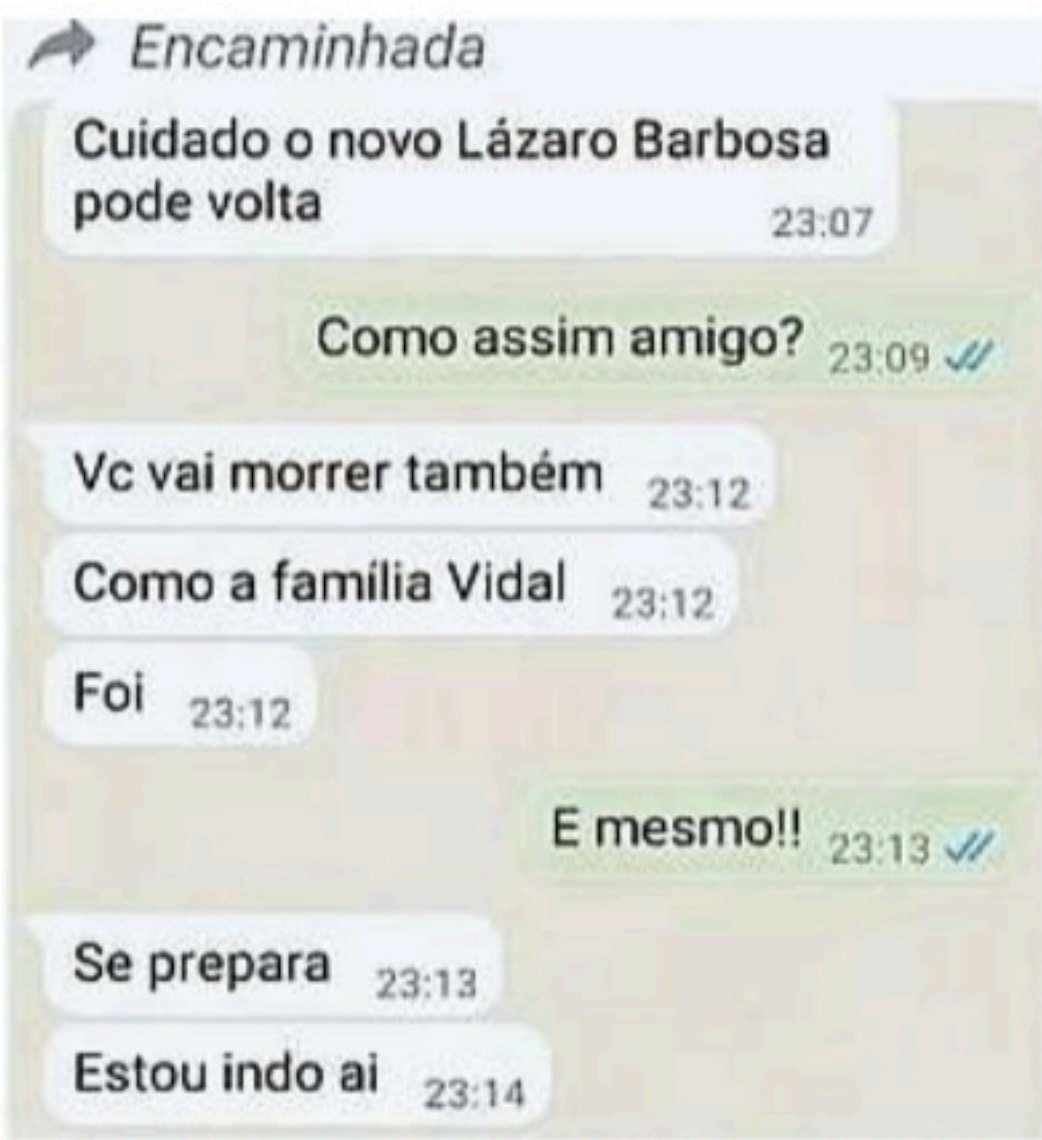 Encaminhada
Cuidado o novo Lázaro Barbosa
pode volta
23:07
Como assim amigo? 23:09
Vc vai morrer também 23:12
Como a família Vidal 23:12
Foi 23:12
E mesmo!! 23:13
Se prepara 23:13
Estou indo ai 23:14